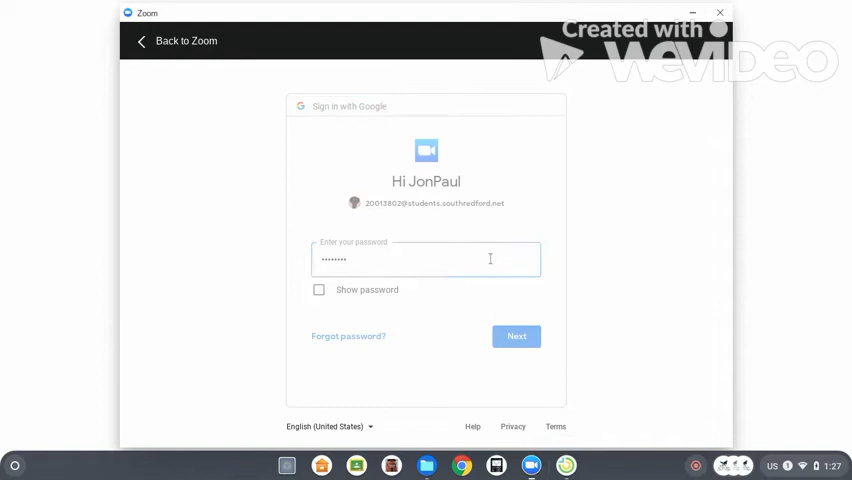 Zoom
Created with
WEVIDEO
Back to Zoom
Sign in with Google
Hi JonPaul
20013802@students.southredford.net
Enter your password
••••••••
Show password
Forgot password?
Next
English (United States)
Help
Privacy
Terms
US
1
1:27